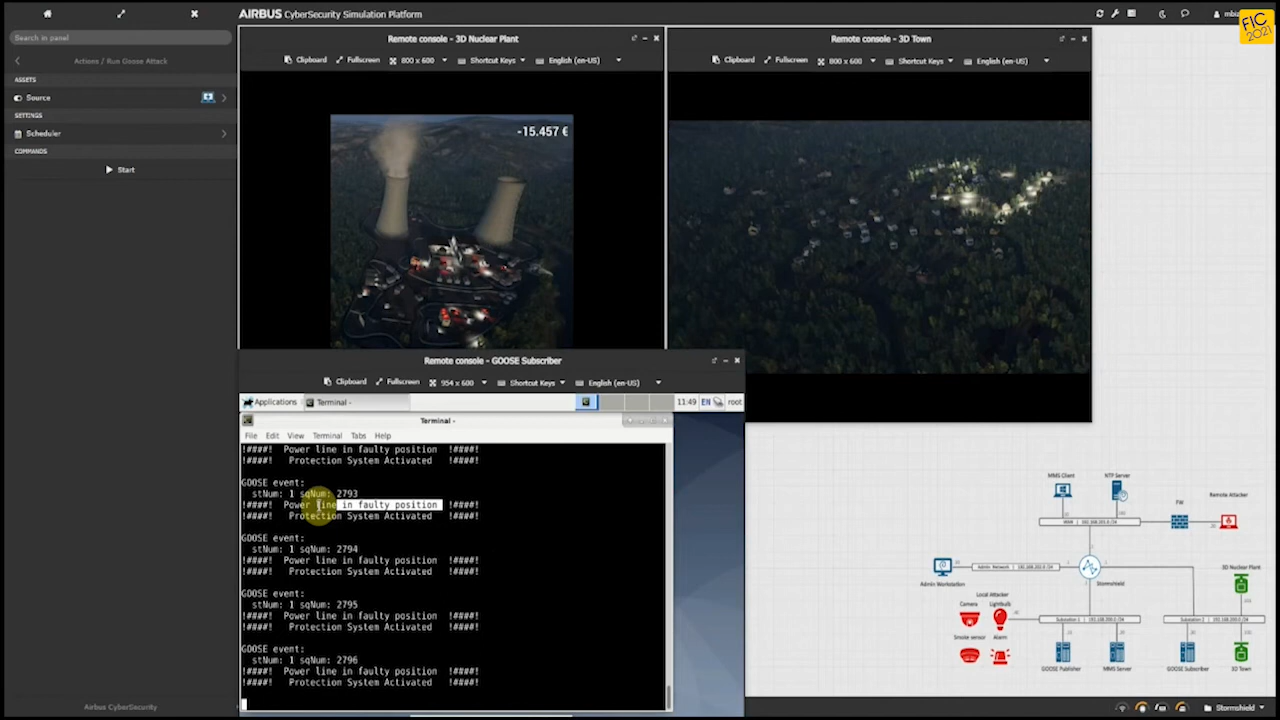 AIRBUS CyberSecurity Simulation Platform
FIC
2021
Search in panel
Actions / Run Goose Attack
ASSETS
Source
SETTINGS
Scheduler
COMMANDS
Start
Airbus CyberSecurity
Remote console - 3D Nuclear Plant
Clipboard Fullscreen 800 x 600 Shortcut Keys English (en-US)
-15.457 €
Remote console - 3D Town
Clipboard Fullscreen 800 x 600 Shortcut Keys English (en-US)
Remote console - GOOSE Subscriber
Clipboard Fullscreen 954 x 600 Shortcut Keys English (en-US)
Applications Terminal - 11:49 EN root
Terminal -
File Edit View Terminal Tabs Help
!####! Power line in faulty position !####!
!####! Protection System Activated !####!
GOOSE event:
stNum: 1 sqNum: 2793
!####! Power line in faulty position !####!
!####! Protection System Activated !####!
GOOSE event:
stNum: 1 sqNum: 2794
!####! Power line in faulty position !####!
!####! Protection System Activated !####!
GOOSE event:
stNum: 1 sqNum: 2795
!####! Power line in faulty position !####!
!####! Protection System Activated !####!
GOOSE event:
stNum: 1 sqNum: 2796
!####! Power line in faulty position !####!
!####! Protection System Activated !####!
MMS Client
NTP Server
FW
Remote Attacker
Admin Workstation
Stormshield
3D Nuclear Plant
Local Attacker
Camera
Lightbulb
Smoke sensor
Alarm
GOOSE Publisher
MMS Server
GOOSE Subscriber
3D Town
Stormshield